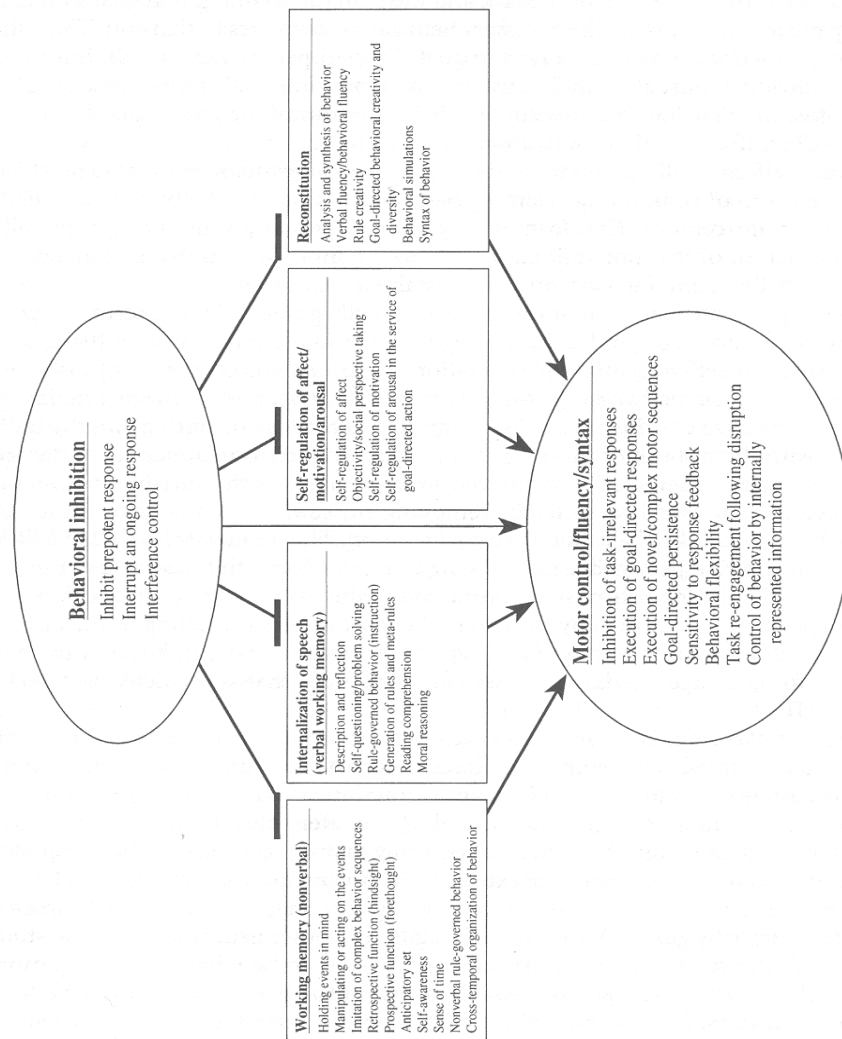 Behavioral inhibition
Inhibit prepotent response
Interrupt an ongoing response
Interference control
Working memory (nonverbal)
Holding events in mind
Manipulating or acting on the events
Imitation of complex behavior sequences
Retrospective function (hindsight)
Prospective function (forethought)
Anticipatory set
Self-awareness
Sense of time
Nonverbal rule-governed behavior
Cross-temporal organization of behavior
Internalization of speech
(verbal working memory)
Description and reflection
Self-questioning/problem solving
Rule-governed behavior (instruction)
Generation of rules and meta-rules
Reading comprehension
Moral reasoning
Self-regulation of affect/
motivation/arousal
Self-regulation of affect
Objectivity/social perspective taking
Self-regulation of motivation
Self-regulation of arousal in the service of
goal-directed action
Reconstitution
Analysis and synthesis of behavior
Verbal fluency/behavioral fluency
Rule creativity
Goal-directed behavioral creativity and
diversity
Behavioral simulations
Syntax of behavior
Motor control/fluency/syntax
Inhibition of task-irrelevant responses
Execution of goal-directed responses
Execution of novel/complex motor sequences
Goal-directed persistence
Sensitivity to response feedback
Behavioral flexibility
Task re-engagement following disruption
Control of behavior by internally
represented information